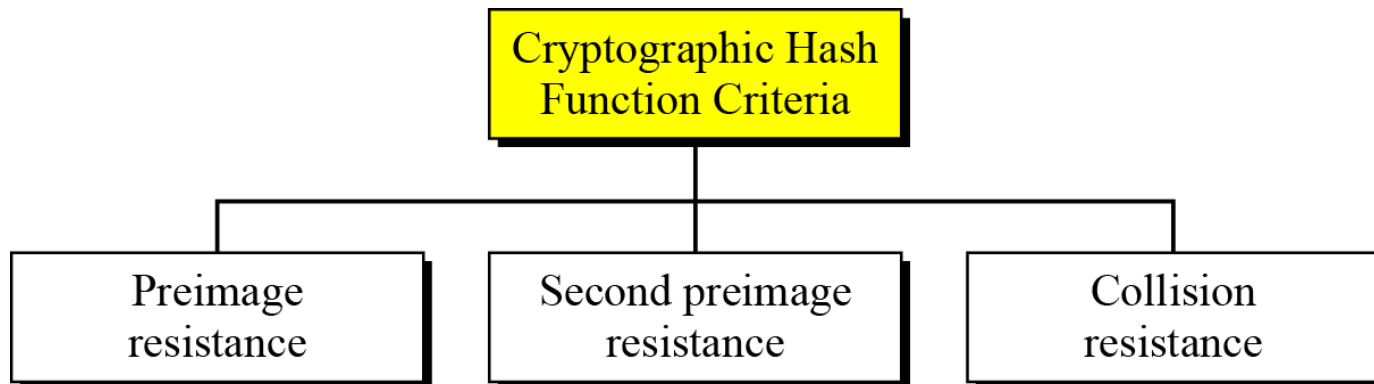 Cryptographic Hash
Function Criteria
Preimage
resistance
Second preimage
resistance
Collision
resistance